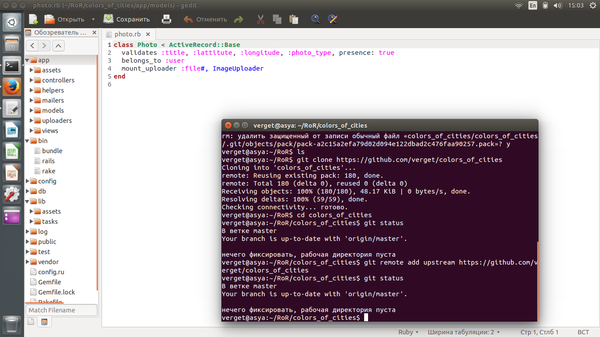 photo.rb (~/RoR/colors_of_cities/app/models) - gedit
En
15:03
Открыть
Сохранить
Отменить
Обозреватель
photo.rb ×
app
assets
controllers
helpers
mailers
models
uploaders
views
bin
bundle
rails
rake
config
db
lib
assets
tasks
log
public
test
vendor
config.ru
Gemfile
Gemfile.lock
Rakefile
Match Filename
class Photo < ActiveRecord::Base
validates :title, :lattitute, :longitude, :photo_type, presence: true
belongs_to :user
mount_uploader :file#, ImageUploader
end
verget@asya: ~/RoR/colors_of_cities
rm: удалить защищенный от записи обычный файл «colors_of_cities/colors_of_cities
/.git/objects/pack/pack-a2c15a2efa79d02d094e122dbad2c476faa90257.pack»? y
verget@asya:~/RoR$ ls
verget@asya:~/RoR$ git clone https://github.com/verget/colors_of_cities
Cloning into 'colors_of_cities'...
remote: Reusing existing pack: 180, done.
remote: Total 180 (delta 0), reused 0 (delta 0)
Receiving objects: 100% (180/180), 48.17 KiB | 0 bytes/s, done.
Resolving deltas: 100% (59/59), done.
Checking connectivity... готово.
verget@asya:~/RoR$ cd colors_of_cities
verget@asya:~/RoR/colors_of_cities$ git status
В ветке master
Your branch is up-to-date with 'origin/master'.
нечего фиксировать, рабочая директория пуста
verget@asya:~/RoR/colors_of_cities$ git remote add upstream https://github.com/v
erget/colors_of_cities
verget@asya:~/RoR/colors_of_cities$ git status
В ветке master
Your branch is up-to-date with 'origin/master'.
нечего фиксировать, рабочая директория пуста
verget@asya:~/RoR/colors_of_cities$
Ruby
Ширина табуляции: 2
Стр 1, Стлб 1
ВСТ